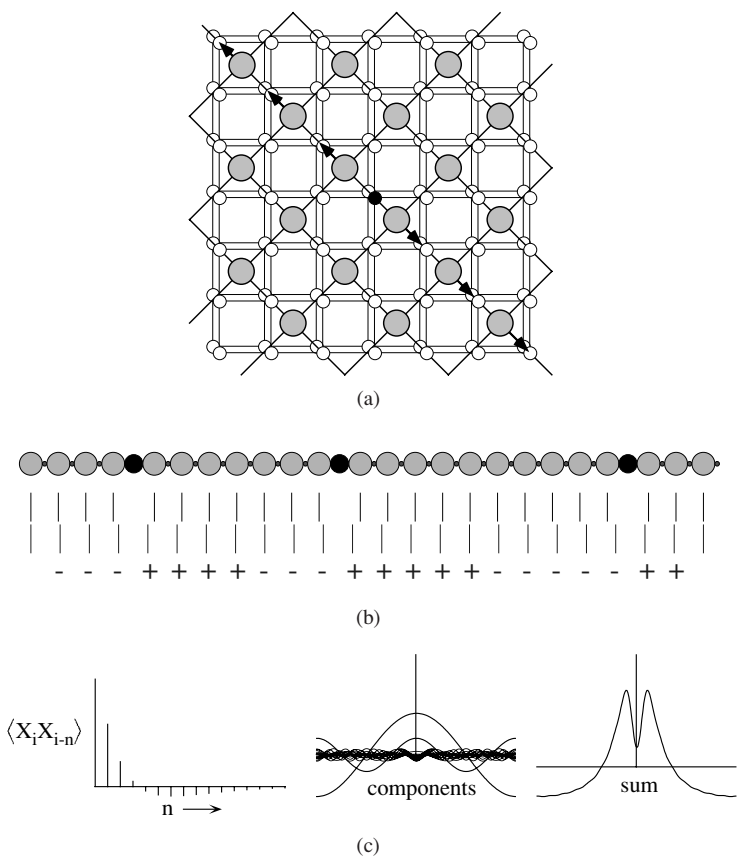 (a)
- - - + + + + - - - + + + + + - - - - - + +
(b)
⟨X_iX_{i-n}⟩
n
components
sum
(c)